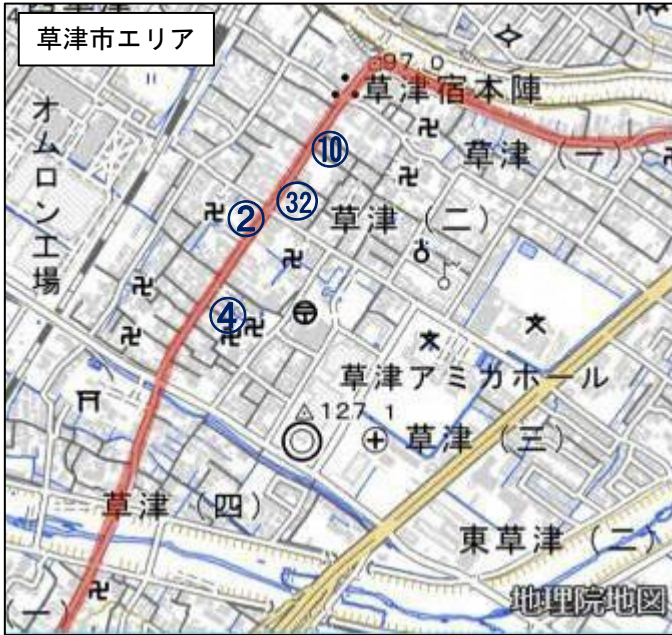 草津市エリア
97.0
草津宿本陣
オムロン工場
⑩
草津（一）
㉜
②
草津（二）
④
草津アミカホール
127.1
草津（三）
草津（四）
東草津（二）
（一）
地理院地図